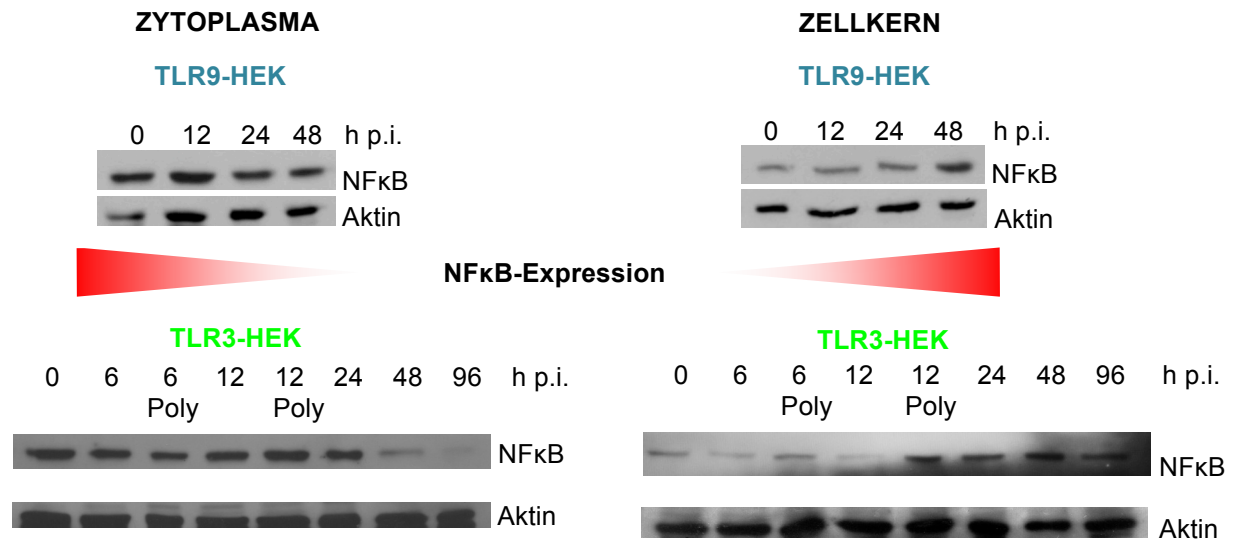 ZYTOPLASMA
TLR9-HEK
0 12 24 48 h p.i.
NFκB
Aktin
ZELLKERN
TLR9-HEK
0 12 24 48 h p.i.
NFκB
Aktin
NFκB-Expression
TLR3-HEK
0 6 6 12 12 24 48 96 h p.i.
Poly Poly
NFκB
Aktin
TLR3-HEK
0 6 6 12 12 24 48 96 h p.i.
Poly Poly
NFκB
Aktin